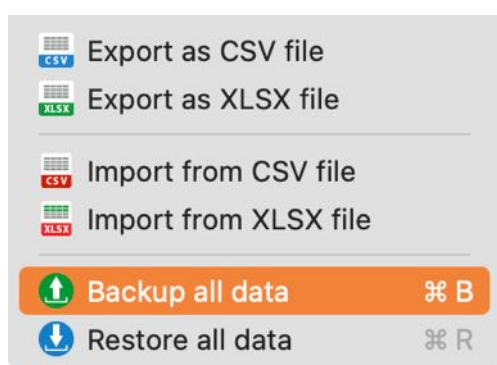 CSV Export as CSV file
XLSX Export as XLSX file
CSV Import from CSV file
XLSX Import from XLSX file
Backup all data ⌘ B
Restore all data ⌘ R